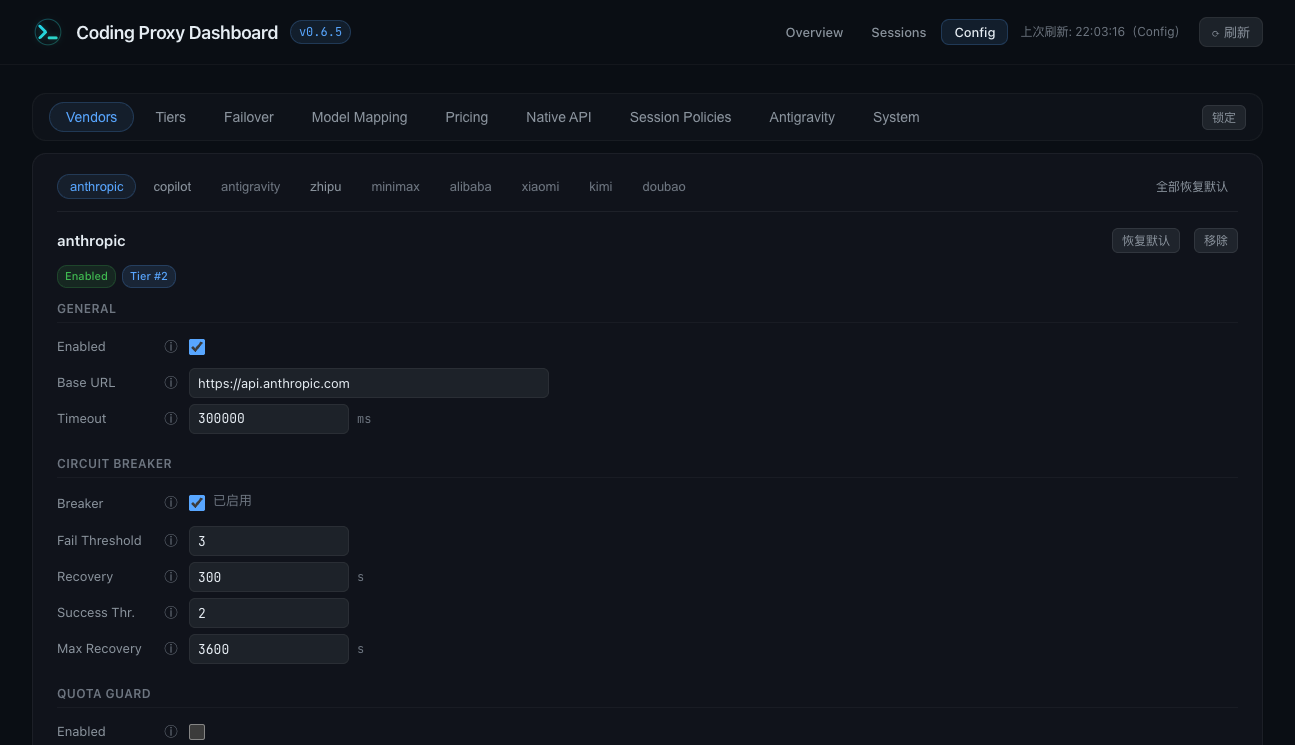 Coding Proxy Dashboard v0.6.5 Overview Sessions Config 上次刷新: 22:03:16 (Config) 刷新
Vendors Tiers Failover Model Mapping Pricing Native API Session Policies Antigravity System 锁定
anthropic copilot antigravity zhipu minimax alibaba xiaomi kimi doubao 全部恢复默认
anthropic 恢复默认 移除
Enabled Tier #2
GENERAL
Enabled
Base URL https://api.anthropic.com
Timeout 300000 ms
CIRCUIT BREAKER
Breaker 已启用
Fail Threshold 3
Recovery 300 s
Success Thr. 2
Max Recovery 3600 s
QUOTA GUARD
Enabled